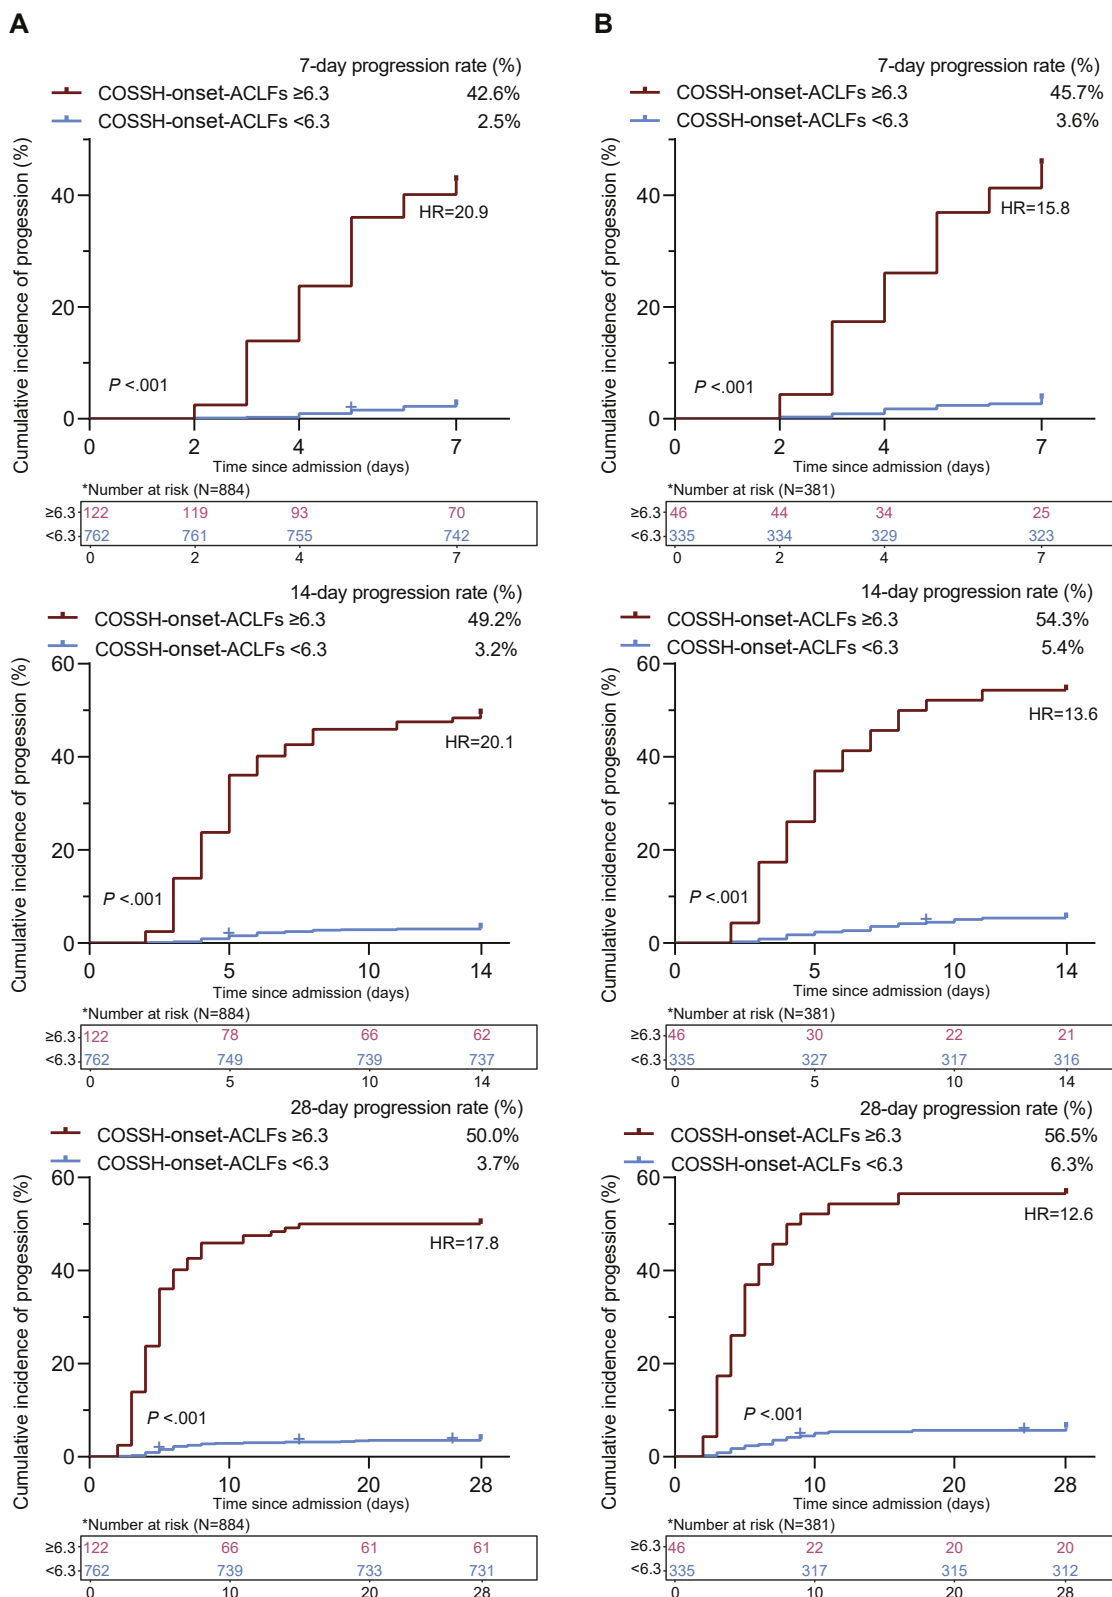 A
7-day progression rate (%)
COSSH-onset-ACLFs ≥6.3 42.6%
COSSH-onset-ACLFs <6.3 2.5%
Cumulative incidence of progession (%)
40
20
0
HR=20.9
P <.001
0 2 4 7
Time since admission (days)
*Number at risk (N=884)
≥6.3 122 119 93 70
<6.3 762 761 755 742
0 2 4 7
14-day progression rate (%)
COSSH-onset-ACLFs ≥6.3 49.2%
COSSH-onset-ACLFs <6.3 3.2%
Cumulative incidence of progession (%)
60
40
20
0
HR=20.1
P <.001
0 5 10 14
Time since admission (days)
*Number at risk (N=884)
≥6.3 122 78 66 62
<6.3 762 749 739 737
0 5 10 14
28-day progression rate (%)
COSSH-onset-ACLFs ≥6.3 50.0%
COSSH-onset-ACLFs <6.3 3.7%
Cumulative incidence of progession (%)
60
40
20
0
HR=17.8
P <.001
0 10 20 28
Time since admission (days)
*Number at risk (N=884)
≥6.3 122 66 61 61
<6.3 762 739 733 731
0 10 20 28
B
7-day progression rate (%)
COSSH-onset-ACLFs ≥6.3 45.7%
COSSH-onset-ACLFs <6.3 3.6%
Cumulative incidence of progession (%)
40
20
0
HR=15.8
P <.001
0 2 4 7
Time since admission (days)
*Number at risk (N=381)
≥6.3 46 44 34 25
<6.3 335 334 329 323
0 2 4 7
14-day progression rate (%)
COSSH-onset-ACLFs ≥6.3 54.3%
COSSH-onset-ACLFs <6.3 5.4%
Cumulative incidence of progession (%)
60
40
20
0
HR=13.6
P <.001
0 5 10 14
Time since admission (days)
*Number at risk (N=381)
≥6.3 46 30 22 21
<6.3 335 327 317 316
0 5 10 14
28-day progression rate (%)
COSSH-onset-ACLFs ≥6.3 56.5%
COSSH-onset-ACLFs <6.3 6.3%
Cumulative incidence of progession (%)
60
40
20
0
HR=12.6
P <.001
0 10 20 28
Time since admission (days)
*Number at risk (N=381)
≥6.3 46 22 20 20
<6.3 335 317 315 312
0 10 20 28